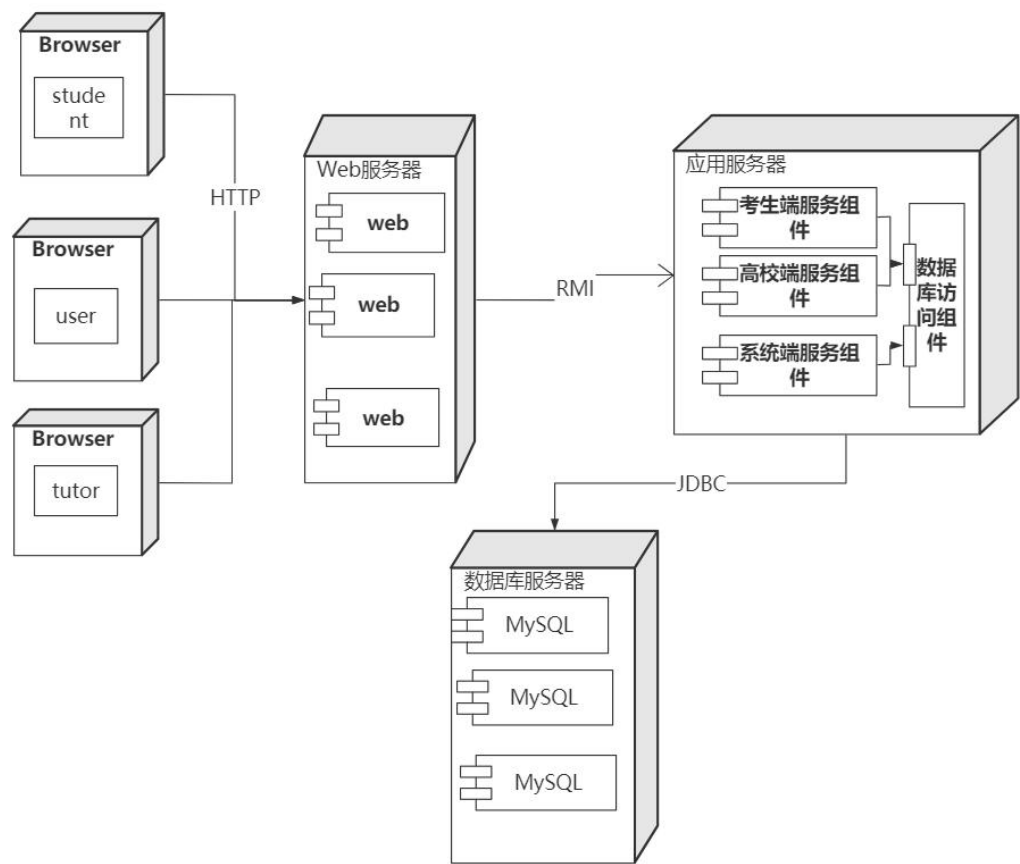 Browser
stude
nt
HTTP
Browser
user
Browser
tutor
Web服务器
web
web
web
RMI
应用服务器
考生端服务组
件
高校端服务组
件
系统端服务组
件
数据
库访
问组
件
JDBC
数据库服务器
MySQL
MySQL
MySQL